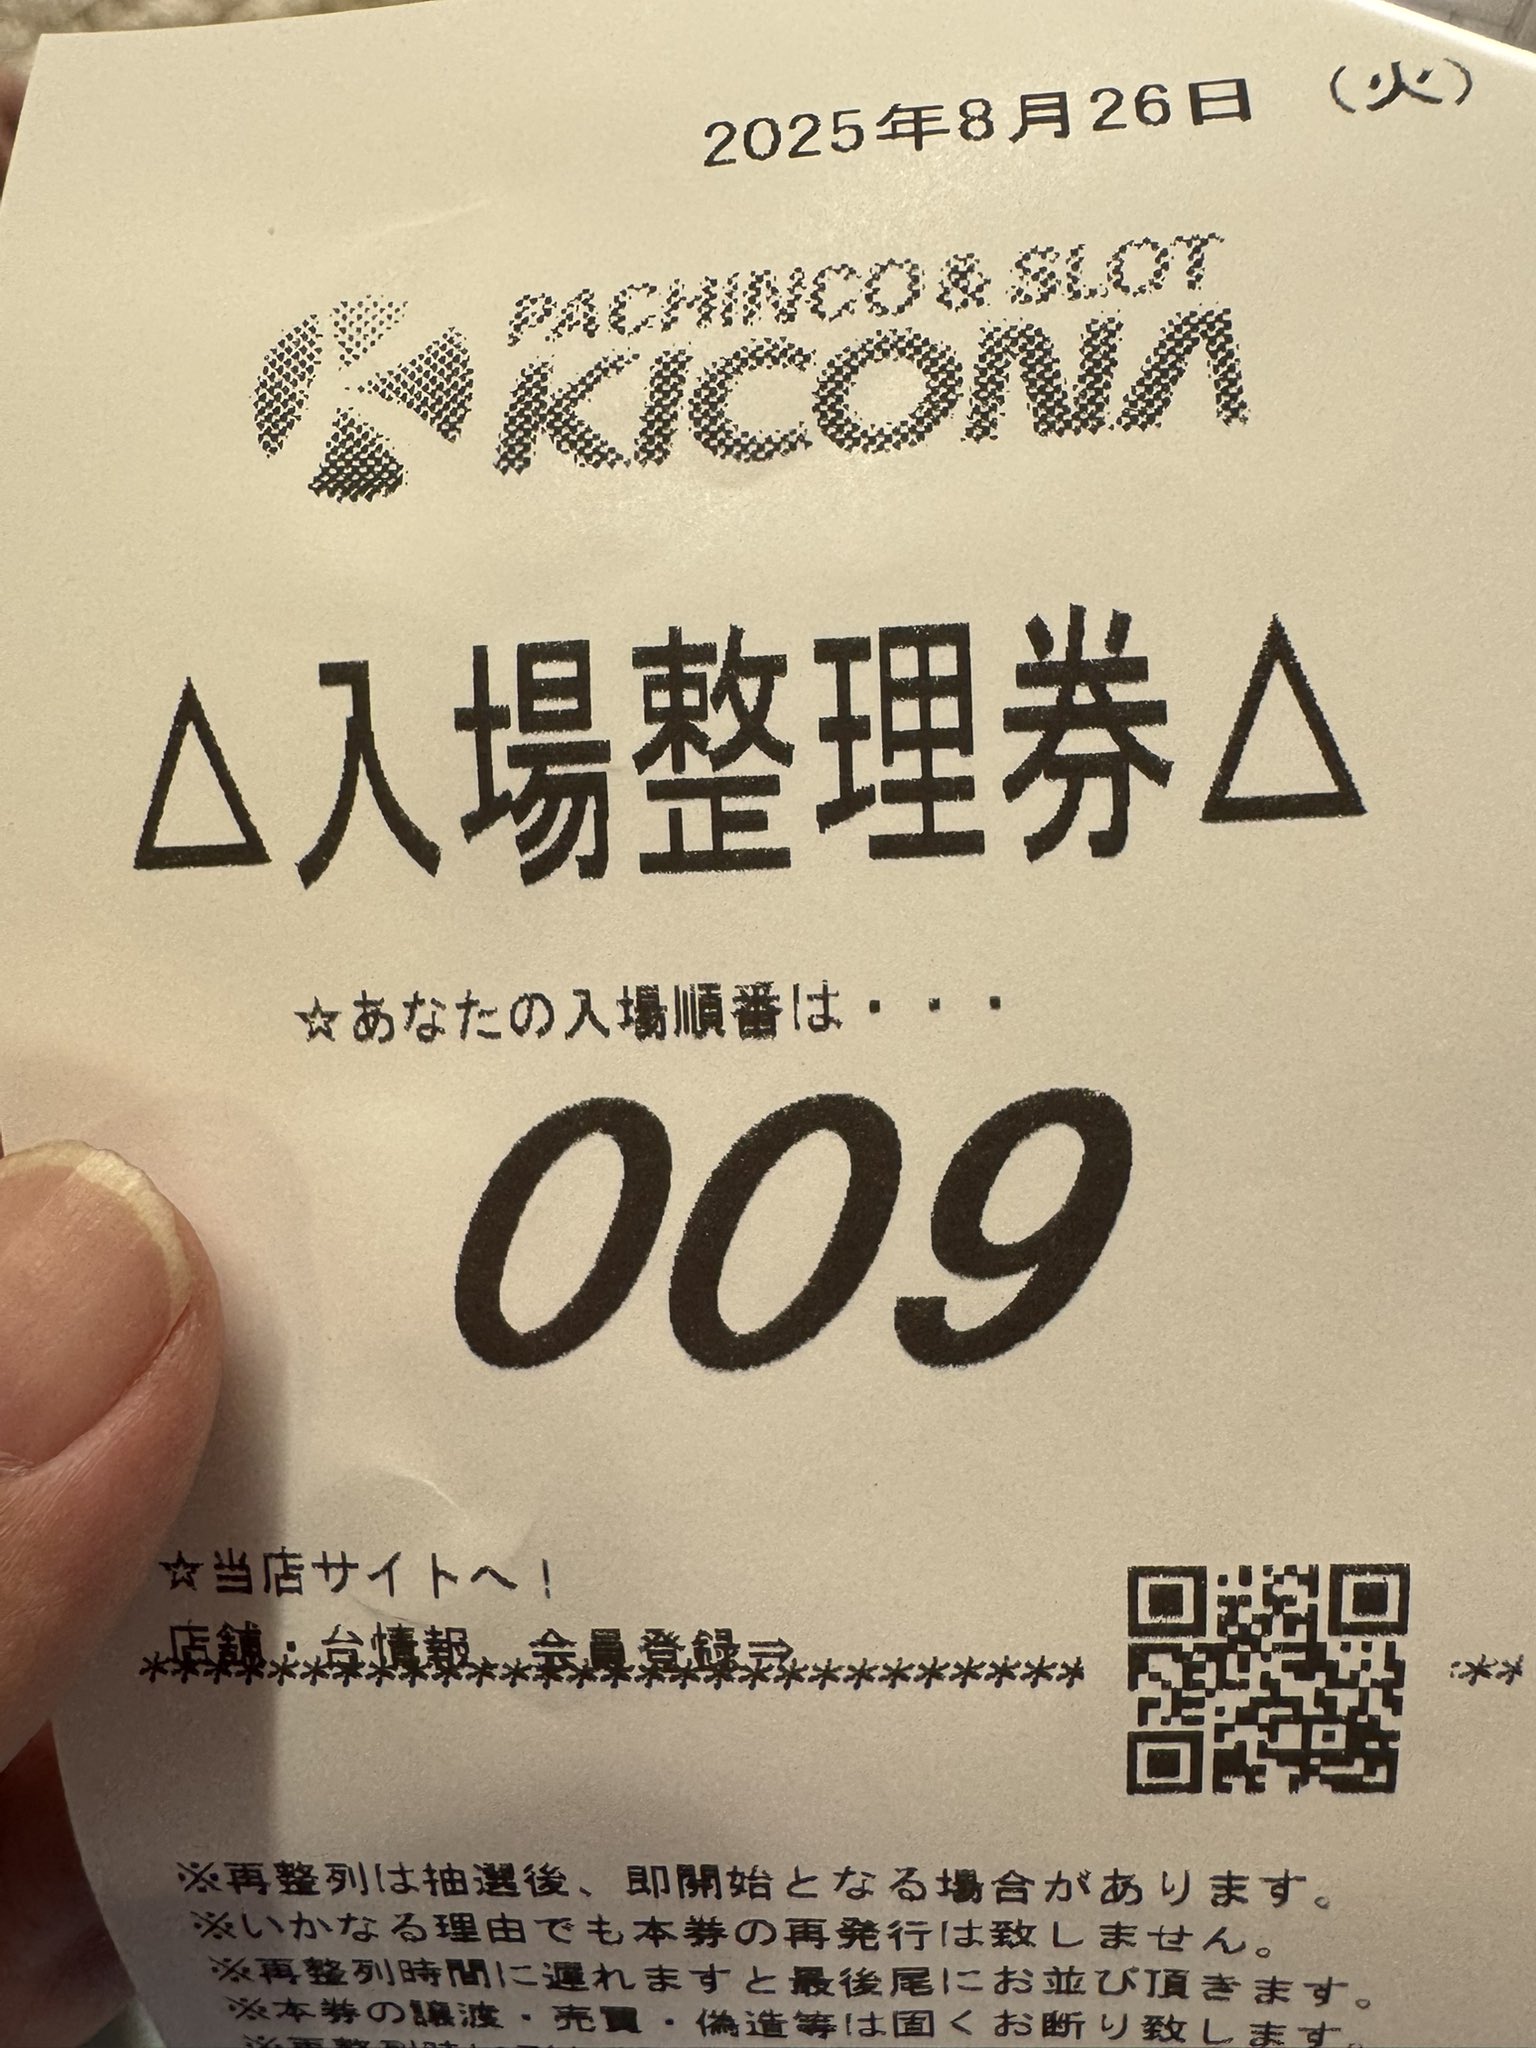 2025年8月26日 （火）
PACHINCO & SLOT
KICONA
△入場整理券△
☆あなたの入場順番は・・・
009
☆当店サイトへ！
店舗・台情報 会員登録⇒
****************************** **
※再整列は抽選後、即開始となる場合があります。
※いかなる理由でも本券の再発行は致しません。
※再整列時間に遅れますと最後尾にお並び頂きます。
※本券の譲渡・売買・偽造等は固くお断り致します。
※再整列時